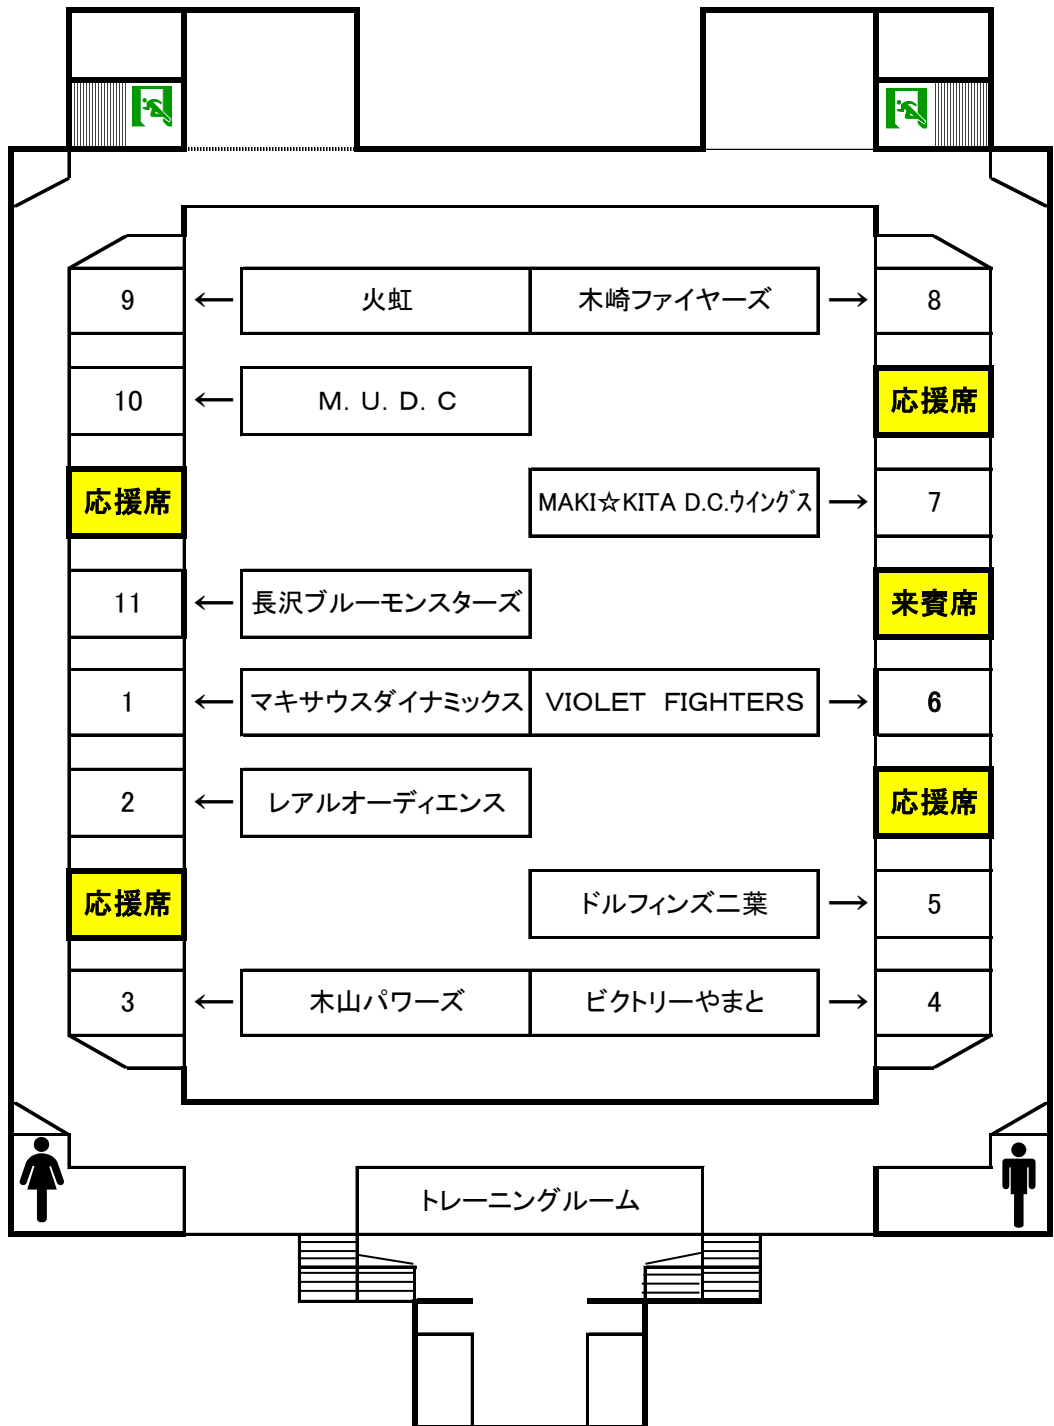 9 ← 火虹 木崎ファイヤーズ → 8
10 ← M. U. D. C 応援席
応援席 MAKI☆KITA D.C.ウイングス → 7
11 ← 長沢ブルーモンスターズ 来賓席
1 ← マキサウスダイナミックス VIOLET FIGHTERS → 6
2 ← レアルオーディエンス 応援席
応援席 ドルフィンズ二葉 → 5
3 ← 木山パワーズ ビクトリーやまと → 4
トレーニングルーム